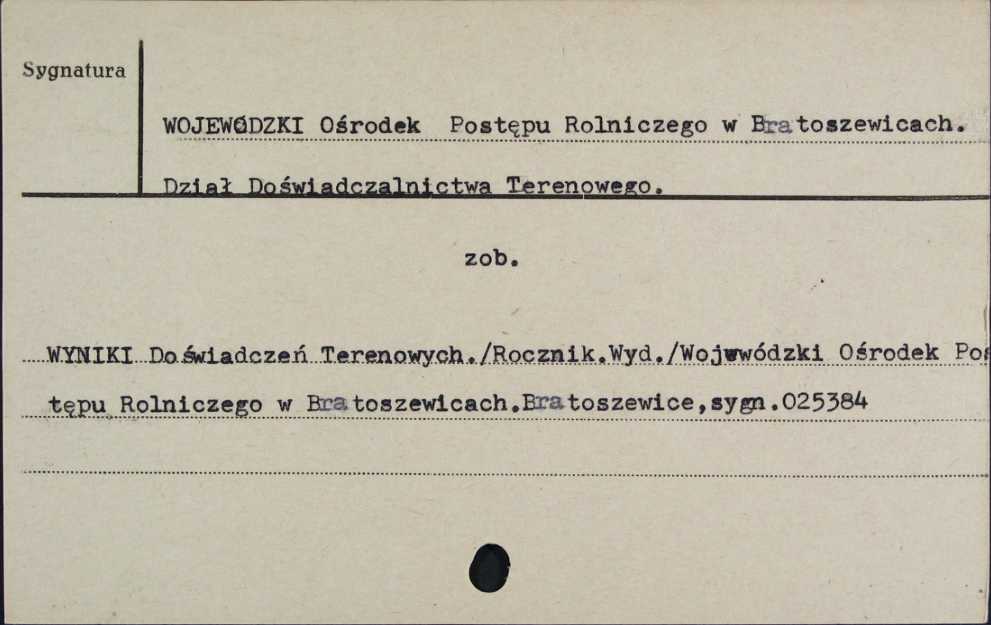 Sygnatura
WOJEWÓDZKI Ośrodek Postępu Rolniczego w Bratoszewicach.
Dział Doświadczalnictwa Terenowego.
zob.
WYNIKI Doświadczeń Terenowych./Rocznik.Wyd./Wojewódzki Ośrodek Pos
tępu Rolniczego w Bratoszewicach.Bratoszewice,sygn.025384